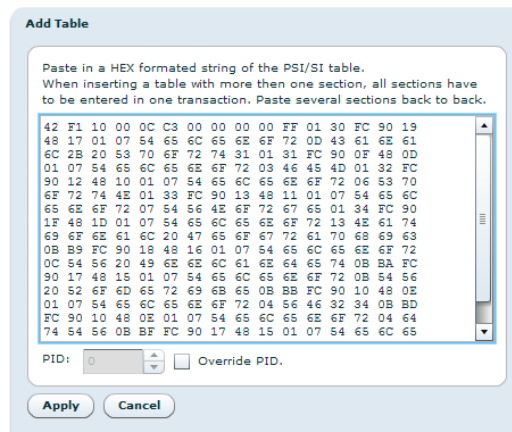 Add Table
Paste in a HEX formated string of the PSI/SI table.
When inserting a table with more then one section, all sections have
to be entered in one transaction. Paste several sections back to back.
42 F1 10 00 0C C3 00 00 00 00 FF 01 30 FC 90 19
48 17 01 07 54 65 6C 65 6E 6F 72 0D 43 61 6E 61
6C 2B 20 53 70 6F 72 74 31 01 31 FC 90 0F 48 0D
01 07 54 65 6C 65 6E 6F 72 03 46 45 4D 01 32 FC
90 12 48 10 01 07 54 65 6C 65 6E 6F 72 06 53 70
6F 72 74 4E 01 33 FC 90 13 48 11 01 07 54 65 6C
65 6E 6F 72 07 54 56 4E 6F 72 67 65 01 34 FC 90
1F 48 1D 01 07 54 65 6C 65 6E 6F 72 13 4E 61 74
69 6F 6E 61 6C 20 47 65 6F 67 72 61 70 68 69 63
0B B9 FC 90 18 48 16 01 07 54 65 6C 65 6E 6F 72
0C 54 56 20 49 6E 6E 6C 61 6E 64 65 74 0B BA FC
90 17 48 15 01 07 54 65 6C 65 6E 6F 72 0B 54 56
20 52 6F 6D 65 72 69 6B 65 0B BB FC 90 10 48 0E
01 07 54 65 6C 65 6E 6F 72 04 56 46 32 34 0B BD
FC 90 10 48 0E 01 07 54 65 6C 65 6E 6F 72 04 64
74 54 56 0B BF FC 90 17 48 15 01 07 54 65 6C 65
PID: 0 Override PID.
Apply Cancel